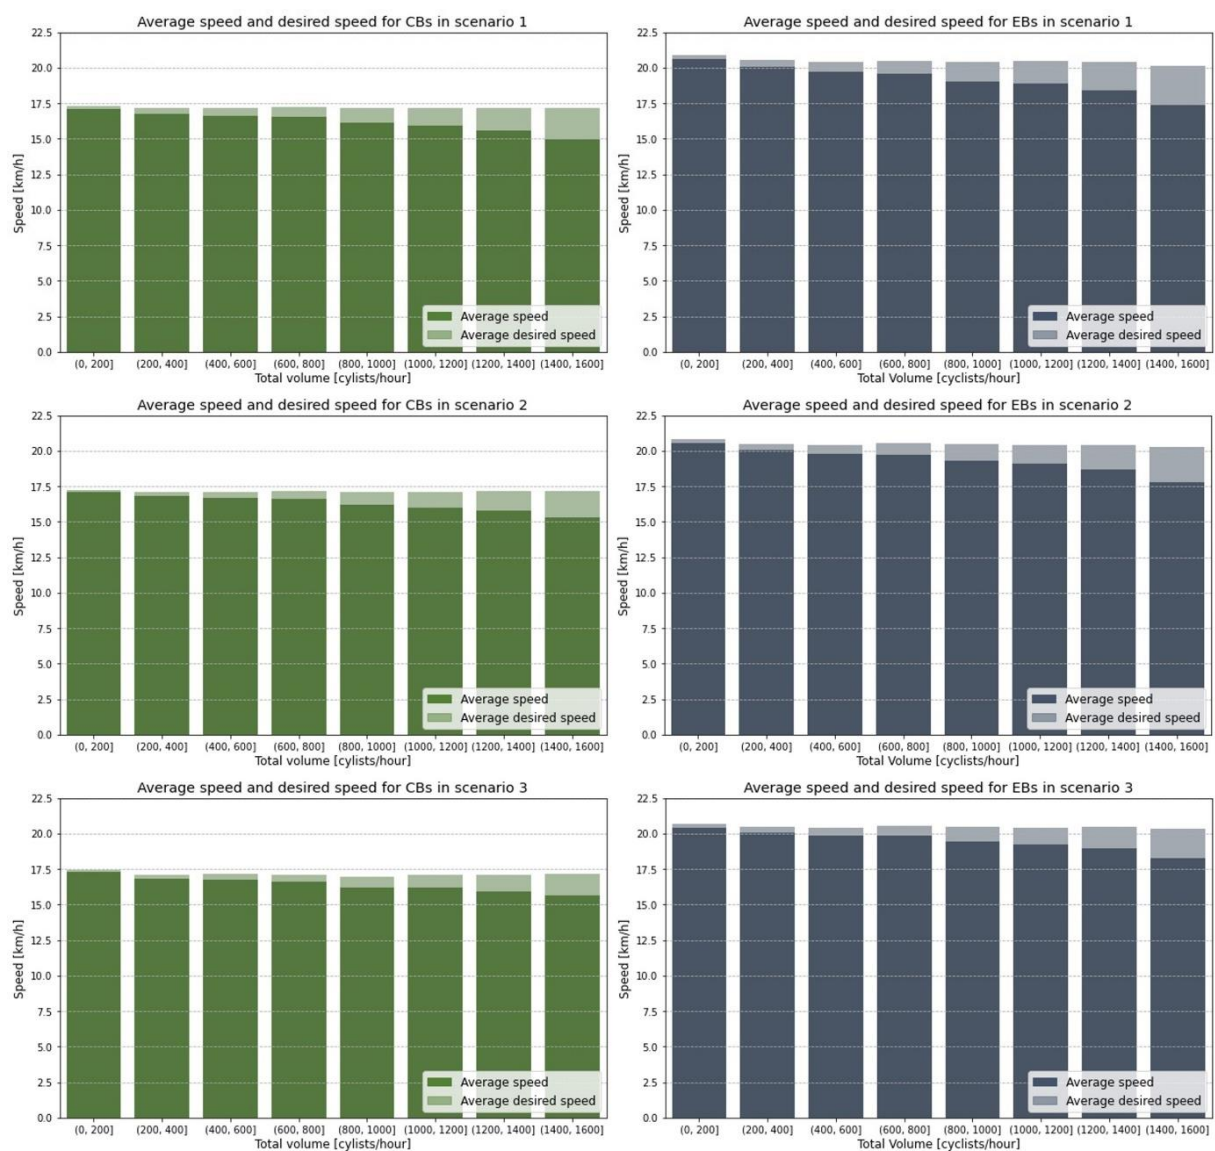 Average speed and desired speed for CBs in scenario 1
22.5
20.0
17.5
15.0
12.5
10.0
7.5
5.0
2.5
0.0
Speed [km/h]
Average speed
Average desired speed
(0, 200] (200, 400] (400, 600] (600, 800] (800, 1000] (1000, 1200] (1200, 1400] (1400, 1600]
Total volume [cylists/hour]
Average speed and desired speed for EBs in scenario 1
22.5
20.0
17.5
15.0
12.5
10.0
7.5
5.0
2.5
0.0
Speed [km/h]
Average speed
Average desired speed
(0, 200] (200, 400] (400, 600] (600, 800] (800, 1000] (1000, 1200] (1200, 1400] (1400, 1600]
Total Volume [cyclists/hour]
Average speed and desired speed for CBs in scenario 2
22.5
20.0
17.5
15.0
12.5
10.0
7.5
5.0
2.5
0.0
Speed [km/h]
Average speed
Average desired speed
(0, 200] (200, 400] (400, 600] (600, 800] (800, 1000] (1000, 1200] (1200, 1400] (1400, 1600]
Total volume [cylists/hour]
Average speed and desired speed for EBs in scenario 2
22.5
20.0
17.5
15.0
12.5
10.0
7.5
5.0
2.5
0.0
Speed [km/h]
Average speed
Average desired speed
(0, 200] (200, 400] (400, 600] (600, 800] (800, 1000] (1000, 1200] (1200, 1400] (1400, 1600]
Total Volume [cyclists/hour]
Average speed and desired speed for CBs in scenario 3
22.5
20.0
17.5
15.0
12.5
10.0
7.5
5.0
2.5
0.0
Speed [km/h]
Average speed
Average desired speed
(0, 200] (200, 400] (400, 600] (600, 800] (800, 1000] (1000, 1200] (1200, 1400] (1400, 1600]
Total volume [cylists/hour]
Average speed and desired speed for EBs in scenario 3
22.5
20.0
17.5
15.0
12.5
10.0
7.5
5.0
2.5
0.0
Speed [km/h]
Average speed
Average desired speed
(0, 200] (200, 400] (400, 600] (600, 800] (800, 1000] (1000, 1200] (1200, 1400] (1400, 1600]
Total Volume [cyclists/hour]